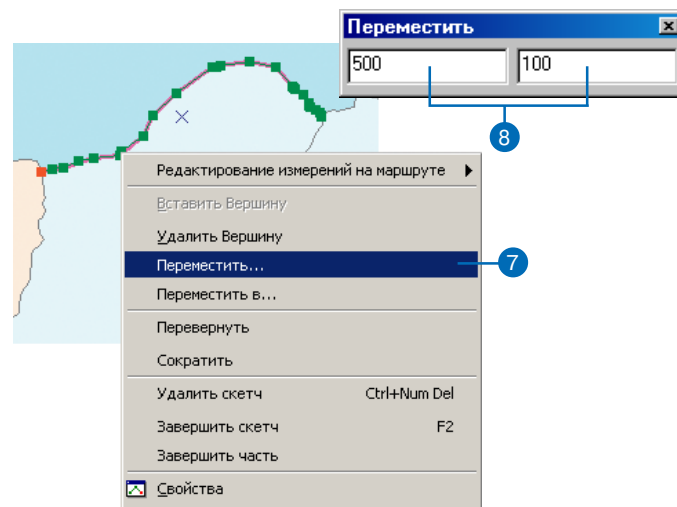 Переместить
500 100
8
Редактирование измерений на маршруте
Вставить Вершину
Удалить Вершину
Переместить...
7
Переместить в...
Перевернуть
Сократить
Удалить скетч Ctrl+Num Del
Завершить скетч F2
Завершить часть
Свойства